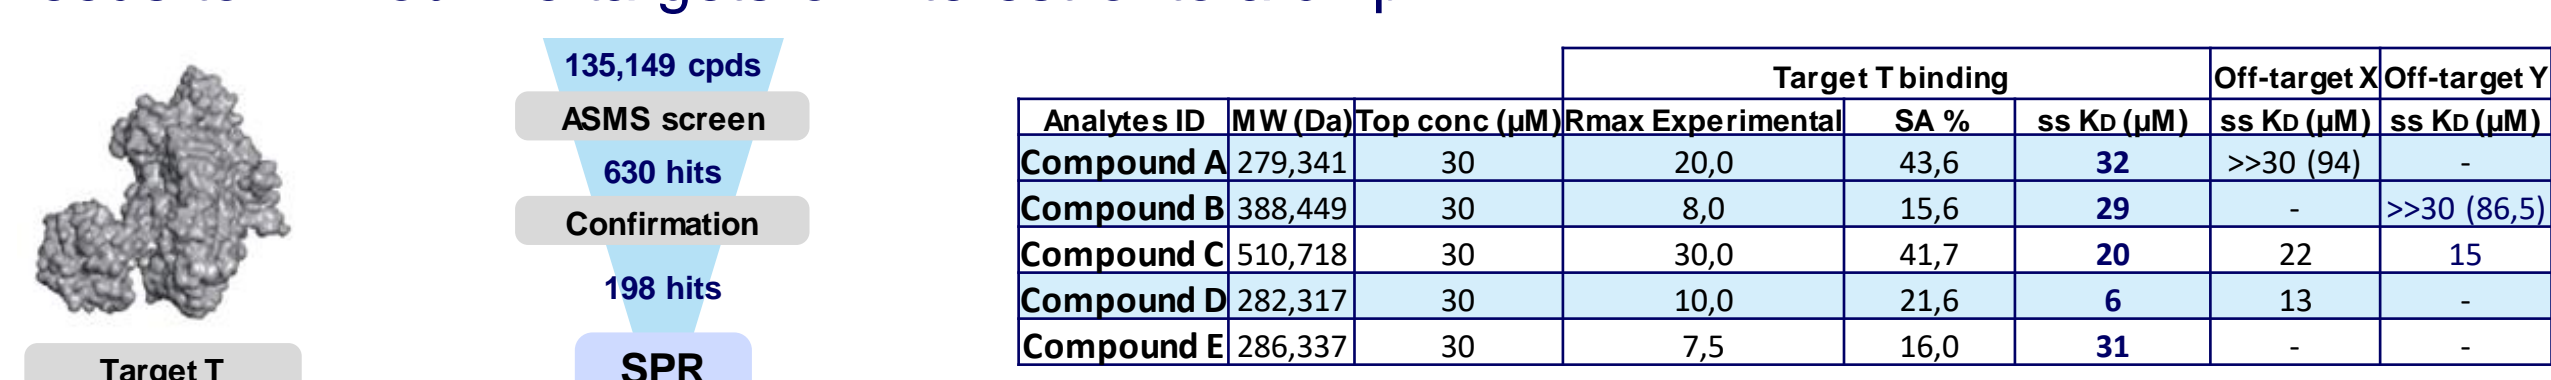 135,149 cpds
ASMS screen
630 hits
Confirmation
198 hits
SPR
Target T
Target T binding Off-target X Off-target Y
Analytes ID MW (Da) Top conc (µM) Rmax Experimental SA % ss KD (µM) ss KD (µM) ss KD (µM)
Compound A 279,341 30 20,0 43,6 32 >>30 (94) -
Compound B 388,449 30 8,0 15,6 29 - >>30 (86,5)
Compound C 510,718 30 30,0 41,7 20 22 15
Compound D 282,317 30 10,0 21,6 6 13 -
Compound E 286,337 30 7,5 16,0 31 - -